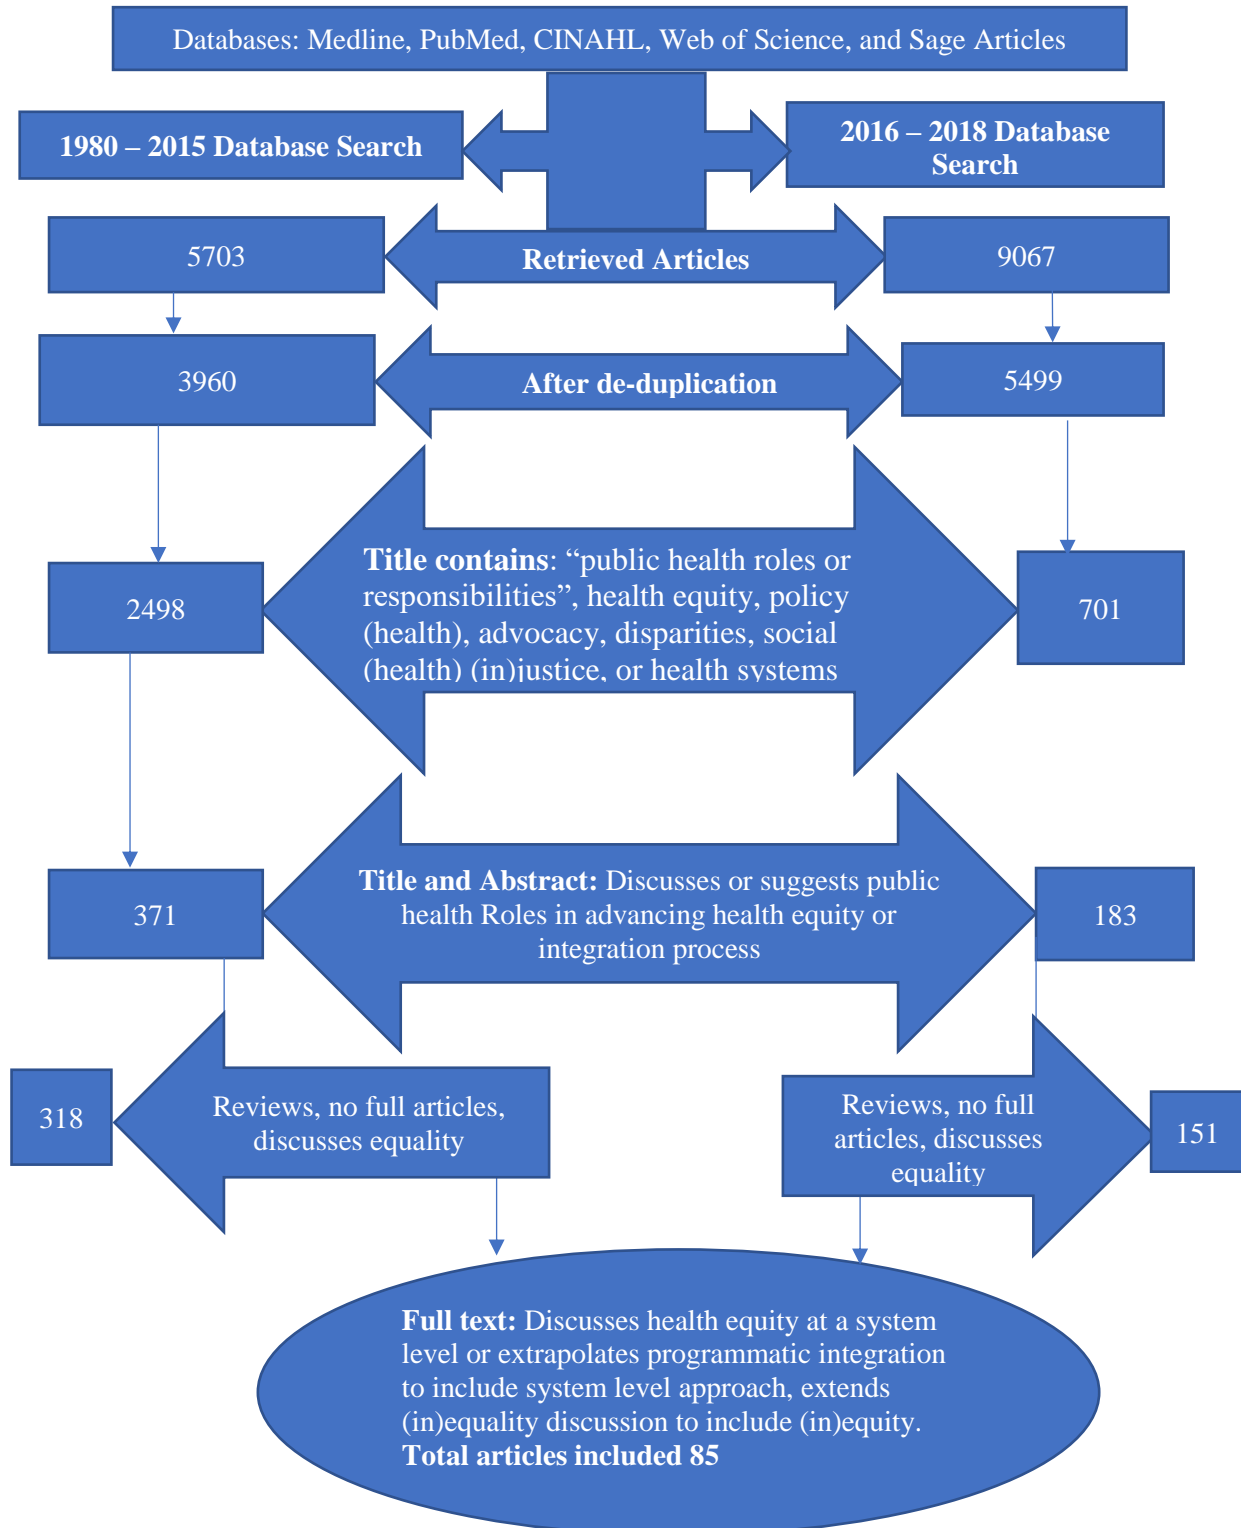 Databases: Medline, PubMed, CINAHL, Web of Science, and Sage Articles
1980 – 2015 Database Search
2016 – 2018 Database
Search
5703
Retrieved Articles
9067
3960
After de-duplication
5499
Title contains: “public health roles or
responsibilities”, health equity, policy
(health), advocacy, disparities, social
(health) (in)justice, or health systems
2498
701
Title and Abstract: Discusses or suggests public
health Roles in advancing health equity or
integration process
371
183
318
Reviews, no full articles,
discusses equality
Reviews, no full
articles, discusses
equality
151
Full text: Discusses health equity at a system
level or extrapolates programmatic integration
to include system level approach, extends
(in)equality discussion to include (in)equity.
Total articles included 85